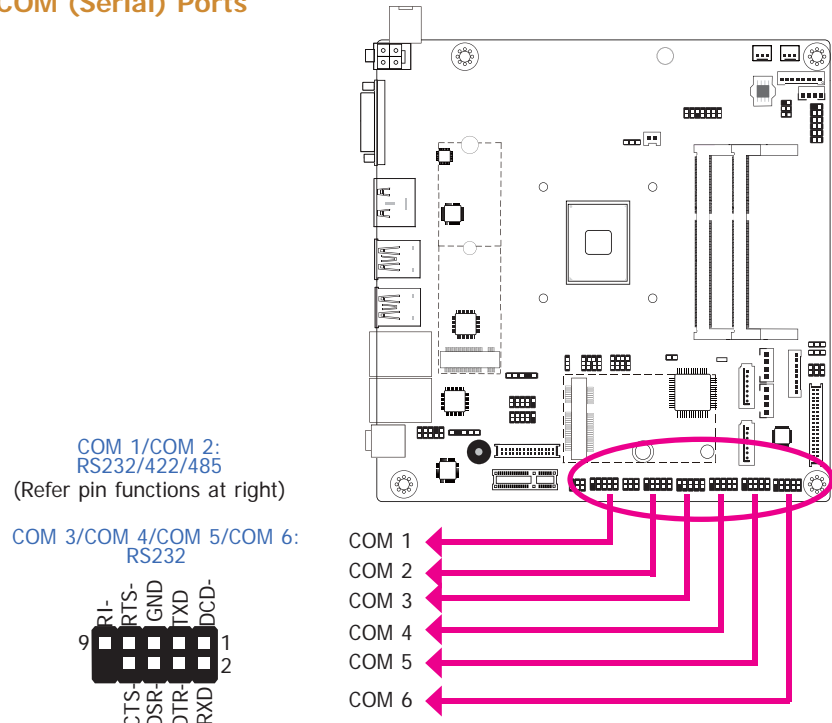 COM (Serial) Ports
COM 1/COM 2:
RS232/422/485
(Refer pin functions at right)
COM 3/COM 4/COM 5/COM 6:
RS232
RI-
RTS-
GND
TXD
DCD-
9
1
2
CTS-
DSR-
DTR-
RXD
COM 1
COM 2
COM 3
COM 4
COM 5
COM 6